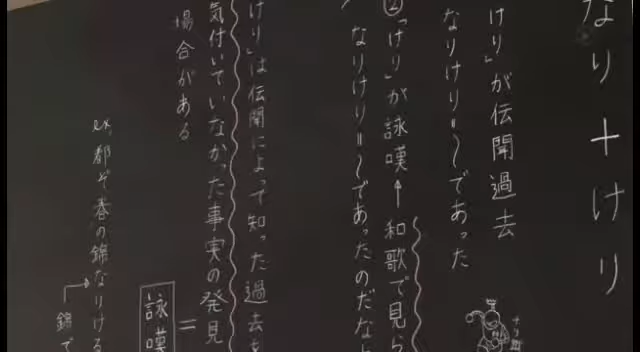 なり＋けり
けり」が伝聞過去
なりけり＝〜であった
②「けり」が詠嘆←和歌で見ら
なりけり＝〜であったのだなあ
けり」は伝聞によって知った過去を
気付いていなかった事実の発見
場合がある
＝
詠嘆
ex, 都ぞ春の錦なりける
錦で